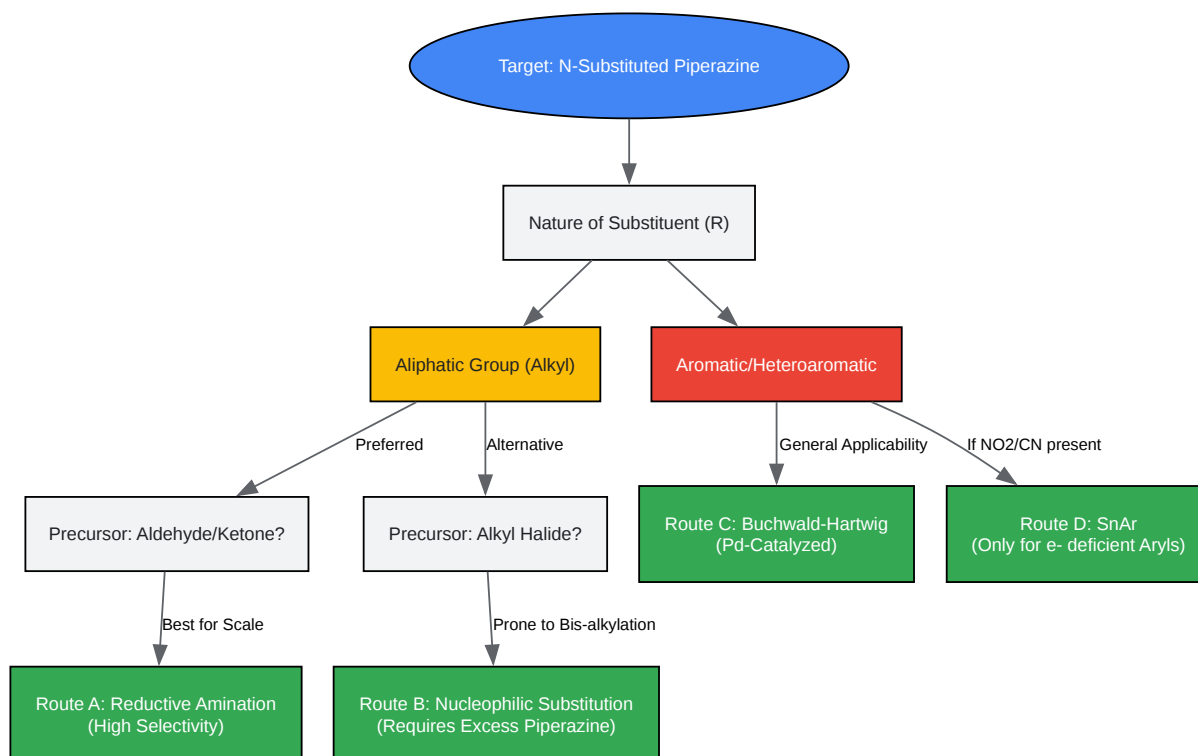 Target: N-Substituted Piperazine
Nature of Substituent (R)
Aliphatic Group (Alkyl)
Aromatic/Heteroaromatic
Preferred
Alternative
General Applicability
If NO2/CN present
Precursor: Aldehyde/Ketone?
Precursor: Alkyl Halide?
Route C: Buchwald-Hartwig
(Pd-Catalyzed)
Route D: SnAr
(Only for e- deficient Aryls)
Best for Scale
Prone to Bis-alkylation
Route A: Reductive Amination
(High Selectivity)
Route B: Nucleophilic Substitution
(Requires Excess Piperazine)